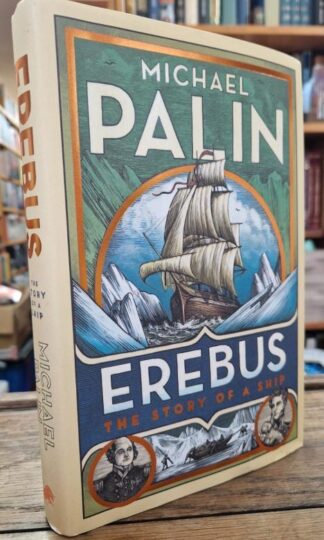 MICHAEL
PALIN
EREBUS
THE STORY OF A SHIP
EREBUS
THE
STORY
OF A
SHIP
MICHAEL
PALIN